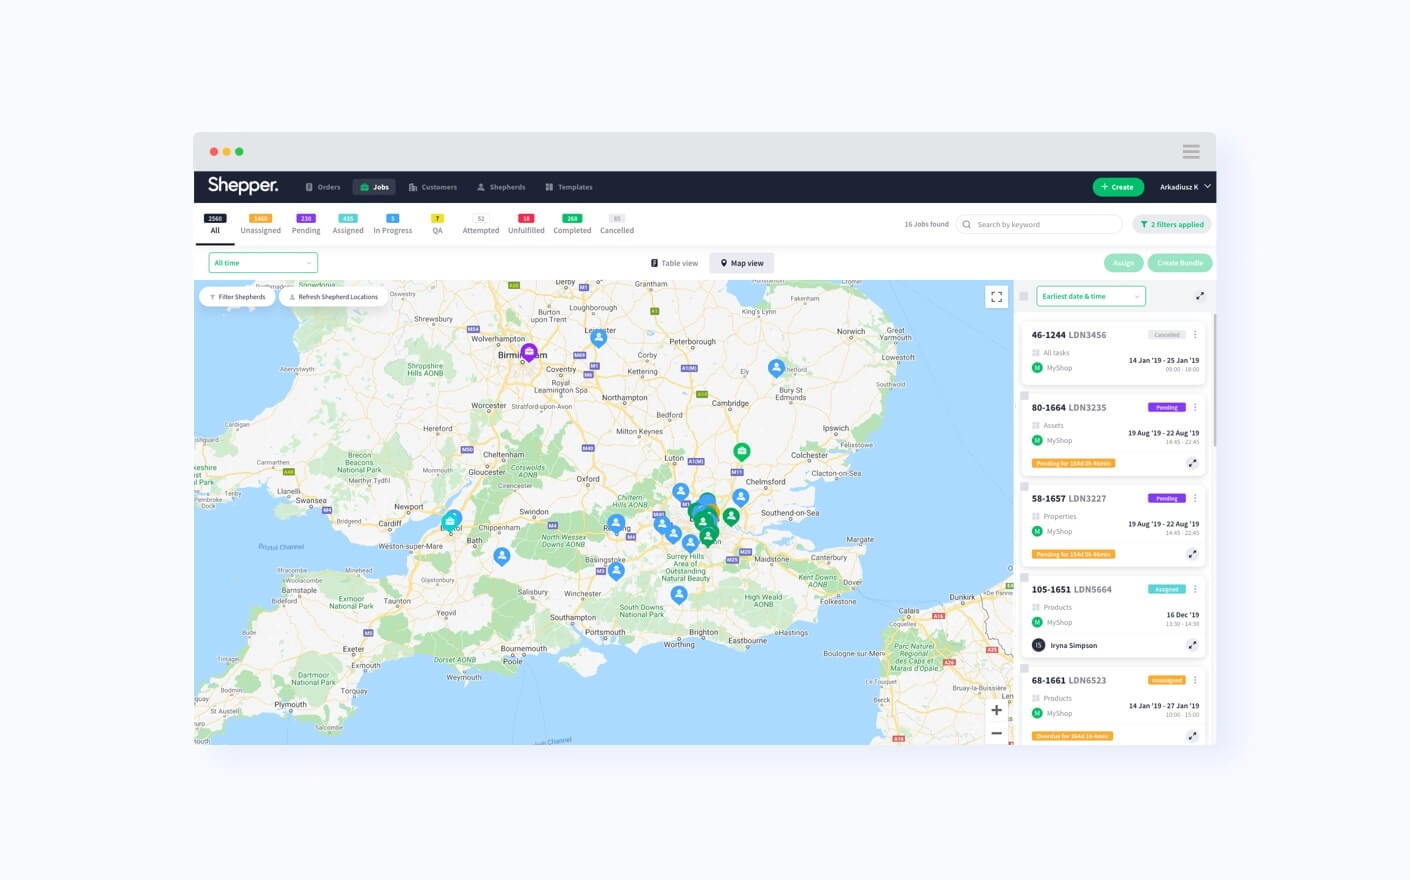 Shepper.
Orders
Jobs
Customers
Shepherds
Templates
+ Create
Arkadiusz K
2560
All
1460
Unassigned
230
Pending
435
Assigned
5
In Progress
7
QA
52
Attempted
18
Unfulfilled
268
Completed
85
Cancelled
16 Jobs found
Search by keyword
2 filters applied
All time
Table view
Map view
Assign
Create Bundle
Filter Shepherds
Refresh Shepherd Locations
Earliest date & time
46-1244 LDN3456
Cancelled
All tasks
14 Jan '19 - 25 Jan '19
M MyShop
09:00 - 18:00
80-1664 LDN3235
Pending
Assets
19 Aug '19 - 22 Aug '19
M MyShop
14:45 - 22:45
Pending for 154d 0h 46min
58-1657 LDN3227
Pending
Properties
19 Aug '19 - 22 Aug '19
M MyShop
14:45 - 22:45
Pending for 154d 0h 46min
105-1651 LDN5664
Assigned
Products
16 Dec '19
M MyShop
13:30 - 14:30
IS Iryna Simpson
68-1661 LDN6523
Unassigned
Products
14 Jan '19 - 27 Jan '19
M MyShop
10:00 - 15:00
Overdue for 364d 1h 4min
Snowdonia
Oswestry
Derby
Loughborough
King's Lynn
Fakenham
Shrewsbury
Burton
upon Trent
Norwich
Great
Yarmouth
Wolverhampton
Peterborough
Lowestoft
Cardigan
Corby
Aberystwyth
Shropshire
Hills AONB
Coventry
Kettering
Ely
Thetford
Southwold
Royal
Leamington Spa
Bury St
Edmunds
Northampton
Worcester
Stratford-upon-Avon
Cambridge
Bedford
Hereford
Milton Keynes
Ipswich
Felixstowe
Fishguard
Brecon
Beacons
National Park
Cheltenham
Gloucester
Colchester
Carmarthen
Monmouth
Cotswolds
AONB
Luton
Clacton-on-Sea
Merthyr Tydfil
Oxford
Chelmsford
Llanelli
Swansea
Chiltern
Hills AONB
Pembroke
Dock
Newport
Swindon
Southend-on-Sea
Bridgend
Cardiff
Chippenham
North Wessex
Downs AONB
Bath
Margate
Bristol Channel
Weston-super-Mare
Basingstoke
Maidstone
Canterbury
Surrey Hills
Area of
Outstanding
Natural Beauty
Ilfracombe
Minehead
Woolacombe
Glastonbury
Kent Downs
AONB
Dover
Barnstaple
Exmoor
National Park
Salisbury
Winchester
High Weald
AONB
Folkestone
Bideford
Yeovil
South Downs
National Park
Dunkirk
Tiverton
Southampton
Calais
Bude
Portsmouth
Brighton
Hastings
Coquelles
Worthing
Eastbourne
Exeter
Bournemouth
Poole
Parc Naturel
Régional
des Caps et
Marais d'Opale
Exmouth
Dorset AONB
Boulogne-sur-Mer
Weymouth
Dartmoor
National Park
Le Touquet
Bodmin
Torquay
Bruay-la-Buissière
Berck
Plymouth
St Austell
Salcombe